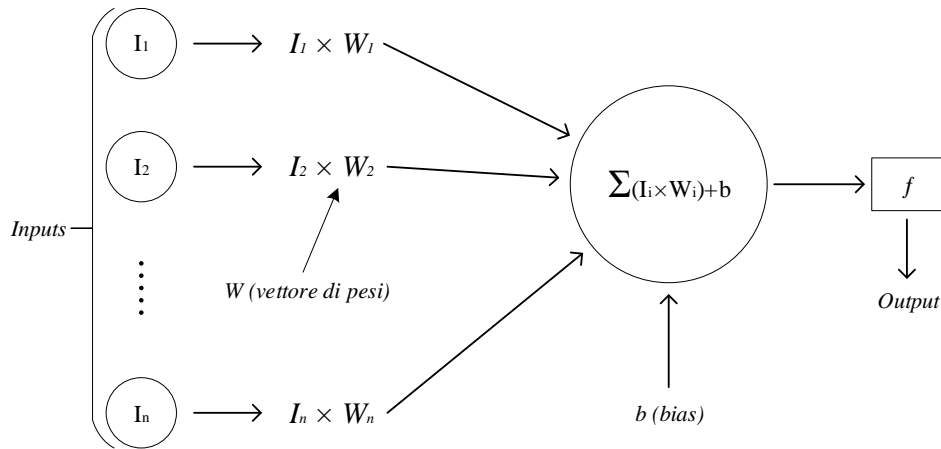 I₁
I₁ × W₁
I₂
I₂ × W₂
Σ(Iᵢ×Wᵢ)+b
f
Inputs
W (vettore di pesi)
Output
Iₙ
Iₙ × Wₙ
b (bias)